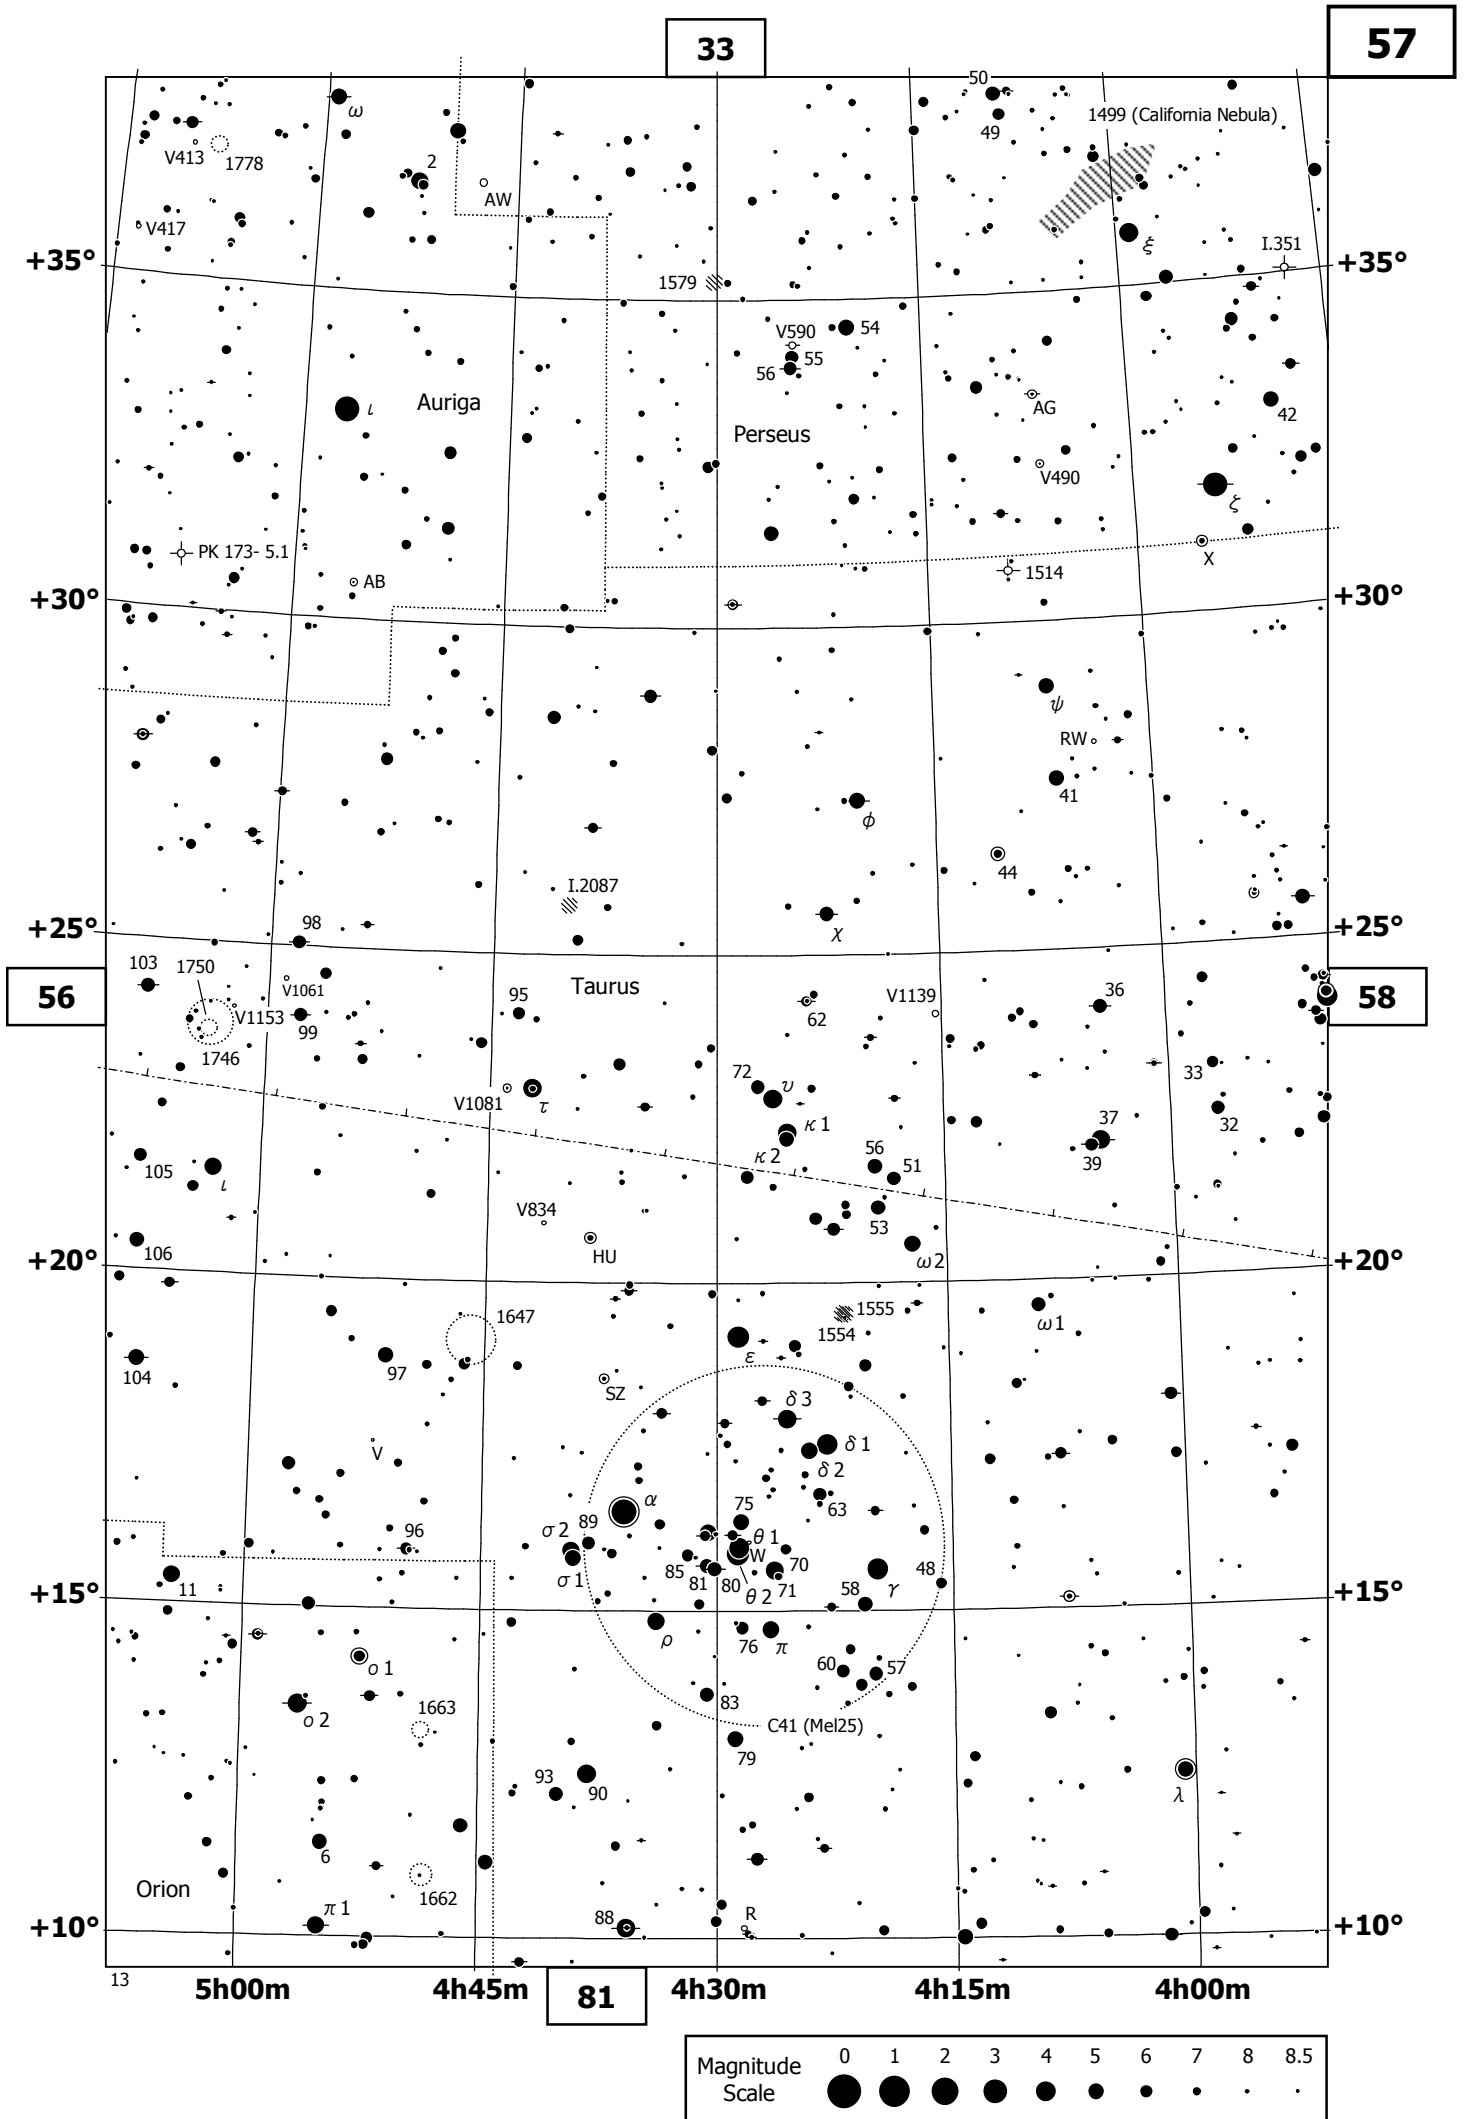 33
57
50
ω
1499 (California Nebula)
49
V413
1778
2
AW
V417
ξ
I.351
+35°
+35°
1579
V590
54
55
56
Auriga
ι
AG
42
Perseus
V490
ζ
PK 173- 5.1
X
AB
1514
+30°
+30°
ψ
RW
41
φ
44
I.2087
98
χ
+25°
+25°
103
1750
Taurus
56
V1061
95
V1139
36
58
V1153
99
62
1746
72
υ
33
V1081
τ
κ 1
37
32
κ 2
56
105
ι
51
39
V834
53
106
HU
ω2
+20°
+20°
1647
1555
1554
ω1
ε
104
97
SZ
δ 3
V
δ 1
δ 2
α
63
75
96
σ 2
89
θ 1
W
70
48
11
σ 1
85
81
80
71
58
γ
θ 2
+15°
+15°
ρ
76
π
ο 1
60
57
ο 2
1663
83
C41 (Mel25)
79
93
90
λ
6
Orion
1662
π 1
88
R
+10°
+10°
13
5h00m
4h45m
4h30m
4h15m
4h00m
81
Magnitude
Scale
0 1 2 3 4 5 6 7 8 8.5